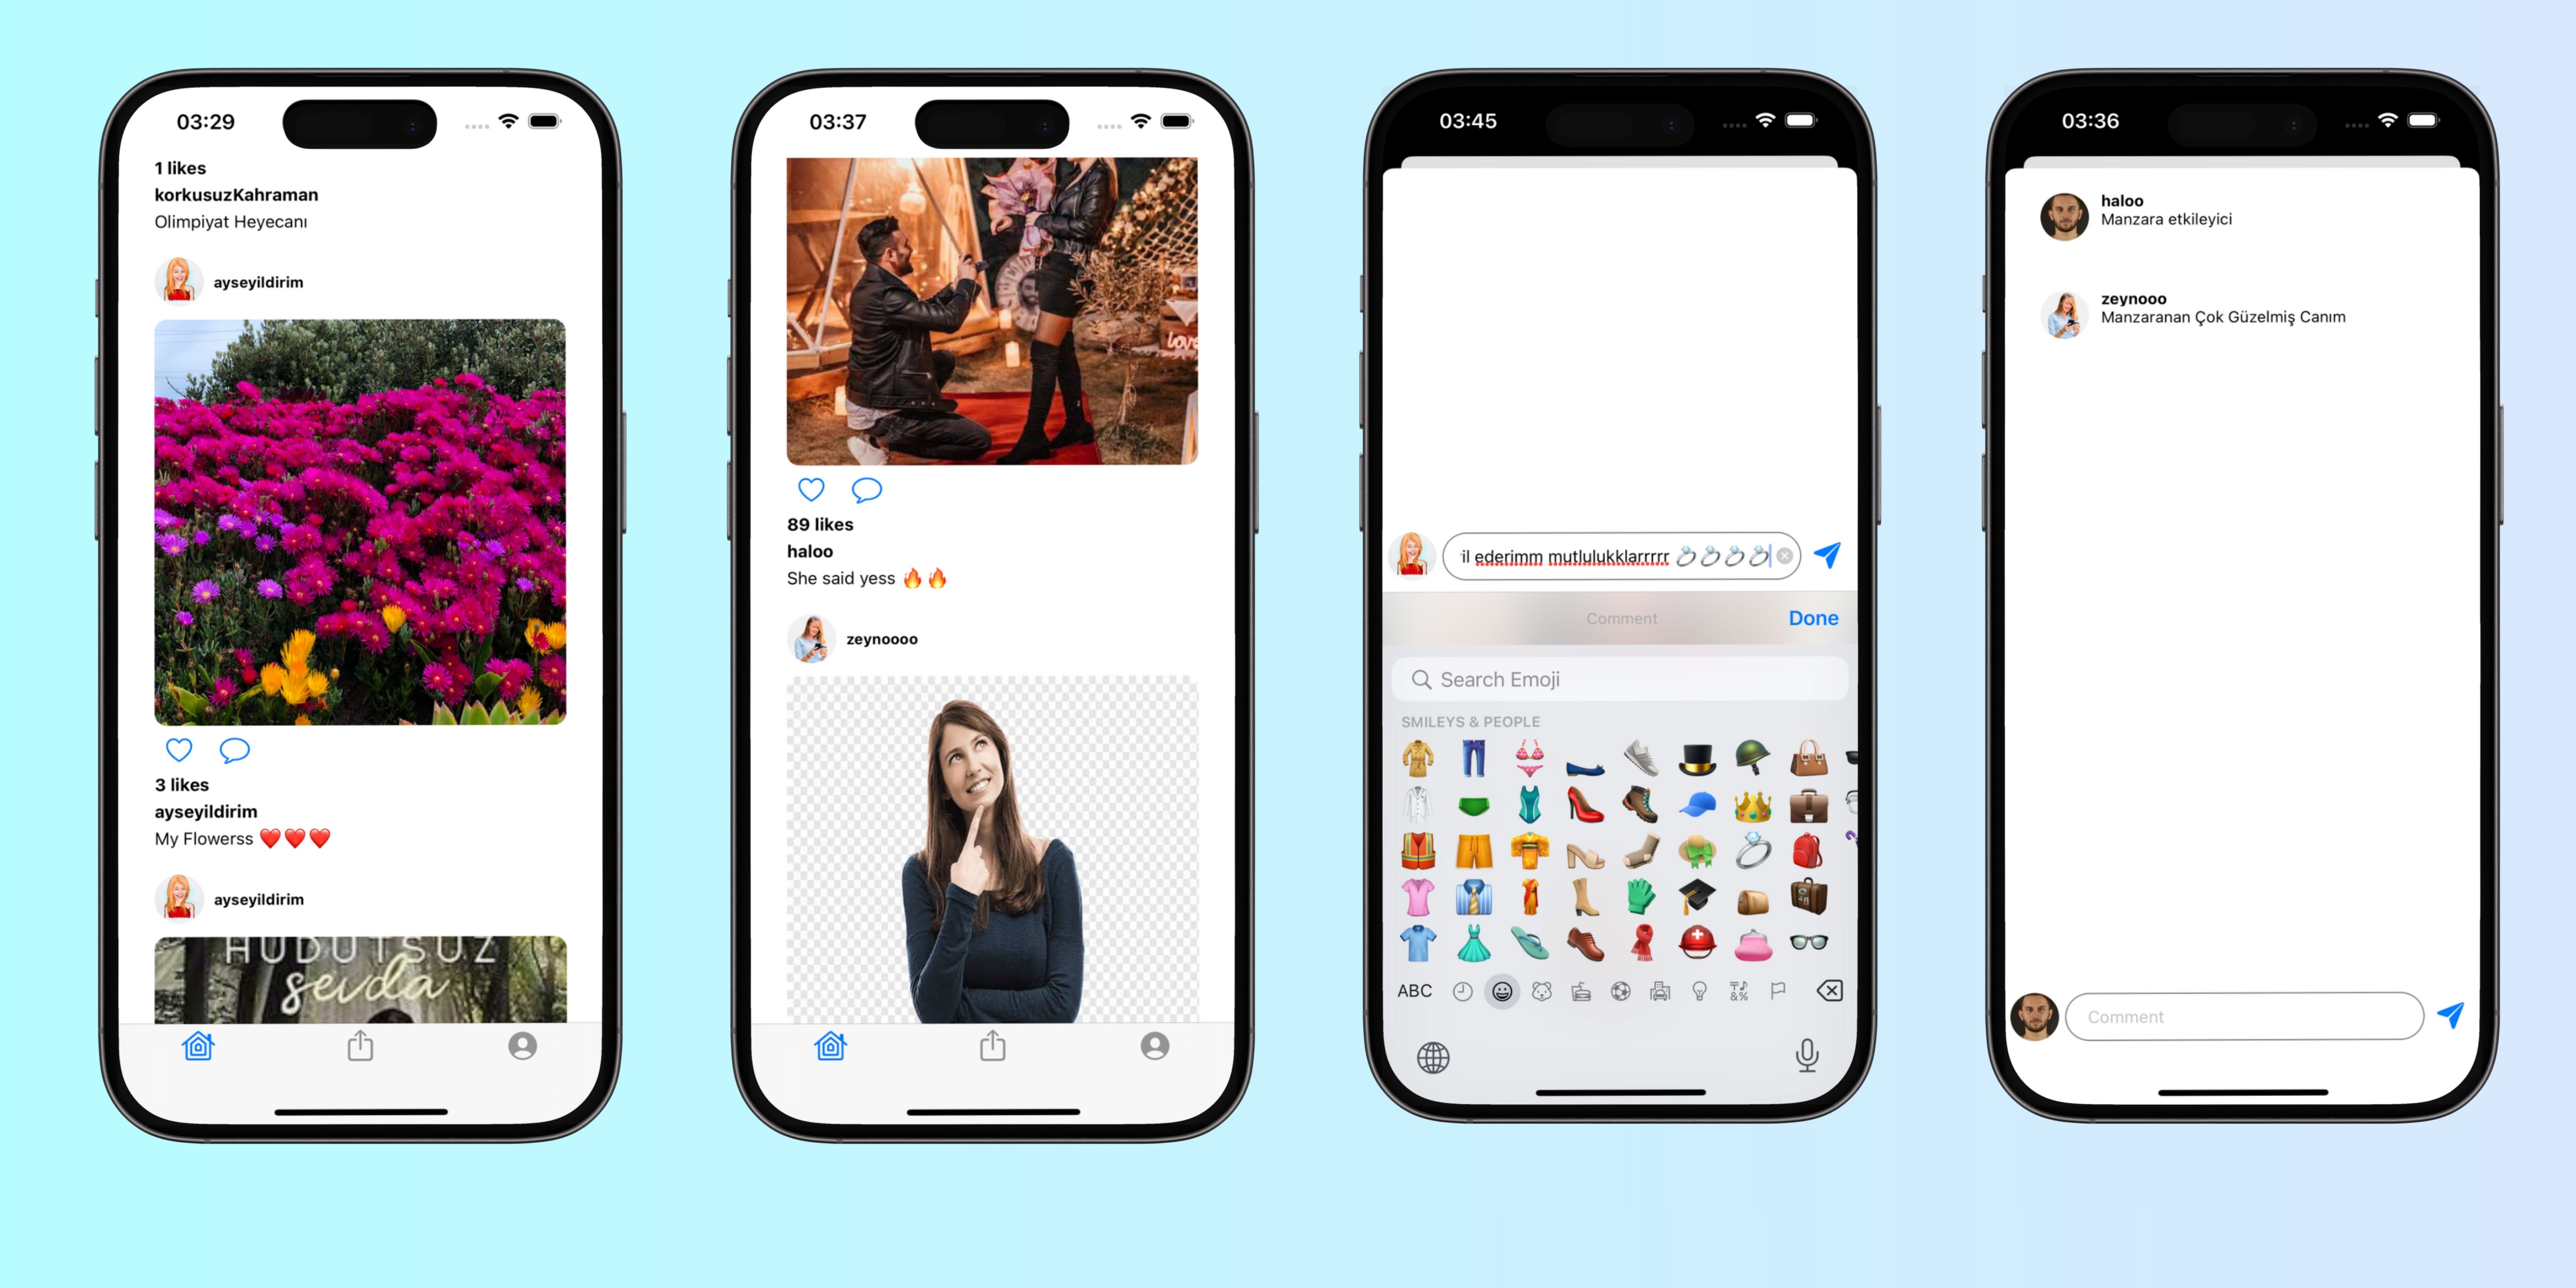 03:29
1 likes
korkusuzKahraman
Olimpiyat Heyecanı
ayseyildirim
3 likes
ayseyildirim
My Flowerss ❤️❤️❤️
ayseyildirim
HUDUTSUZ
sevda
03:37
love
89 likes
haloo
She said yess 🔥🔥
zeynoooo
03:45
il ederimm mutlulukklarrrrr 💍💍💍💍
Comment
Done
Search Emoji
SMILEYS & PEOPLE
ABC
03:36
haloo
Manzara etkileyici
zeynooo
Manzaranan Çok Güzelmiş Canım
Comment